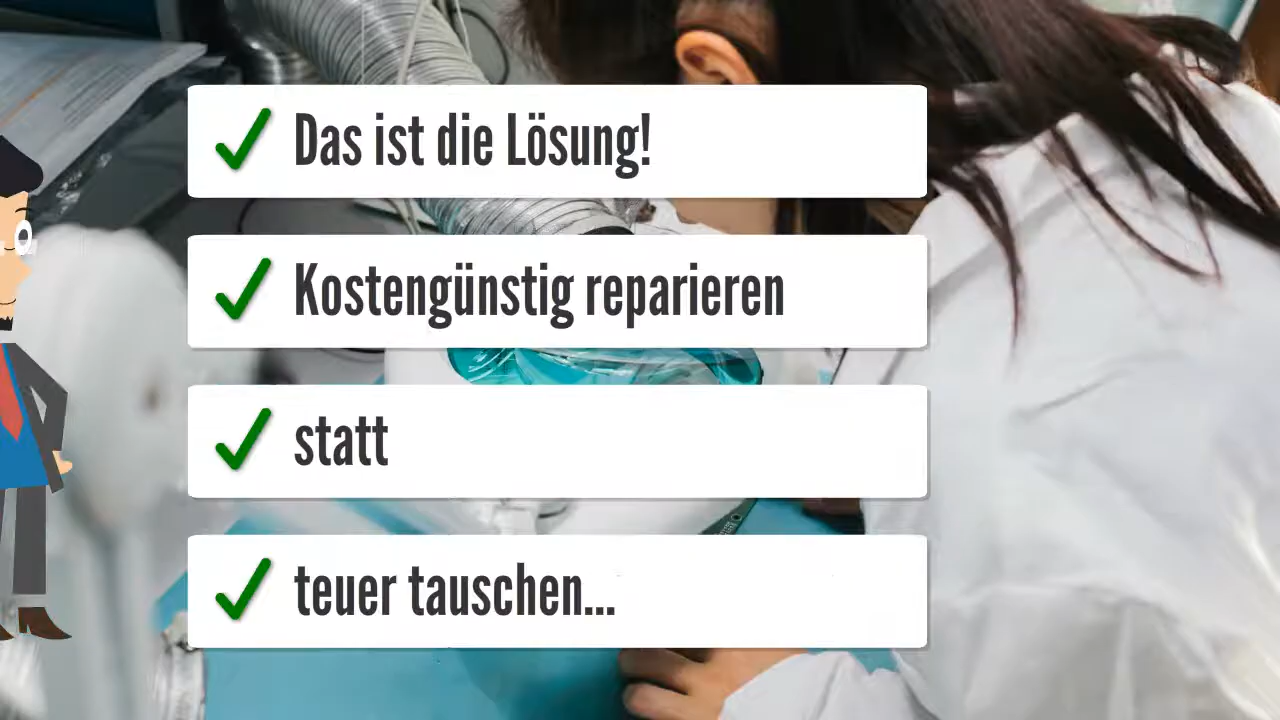 Das ist die Lösung!
Kostengünstig reparieren
statt
teuer tauschen...